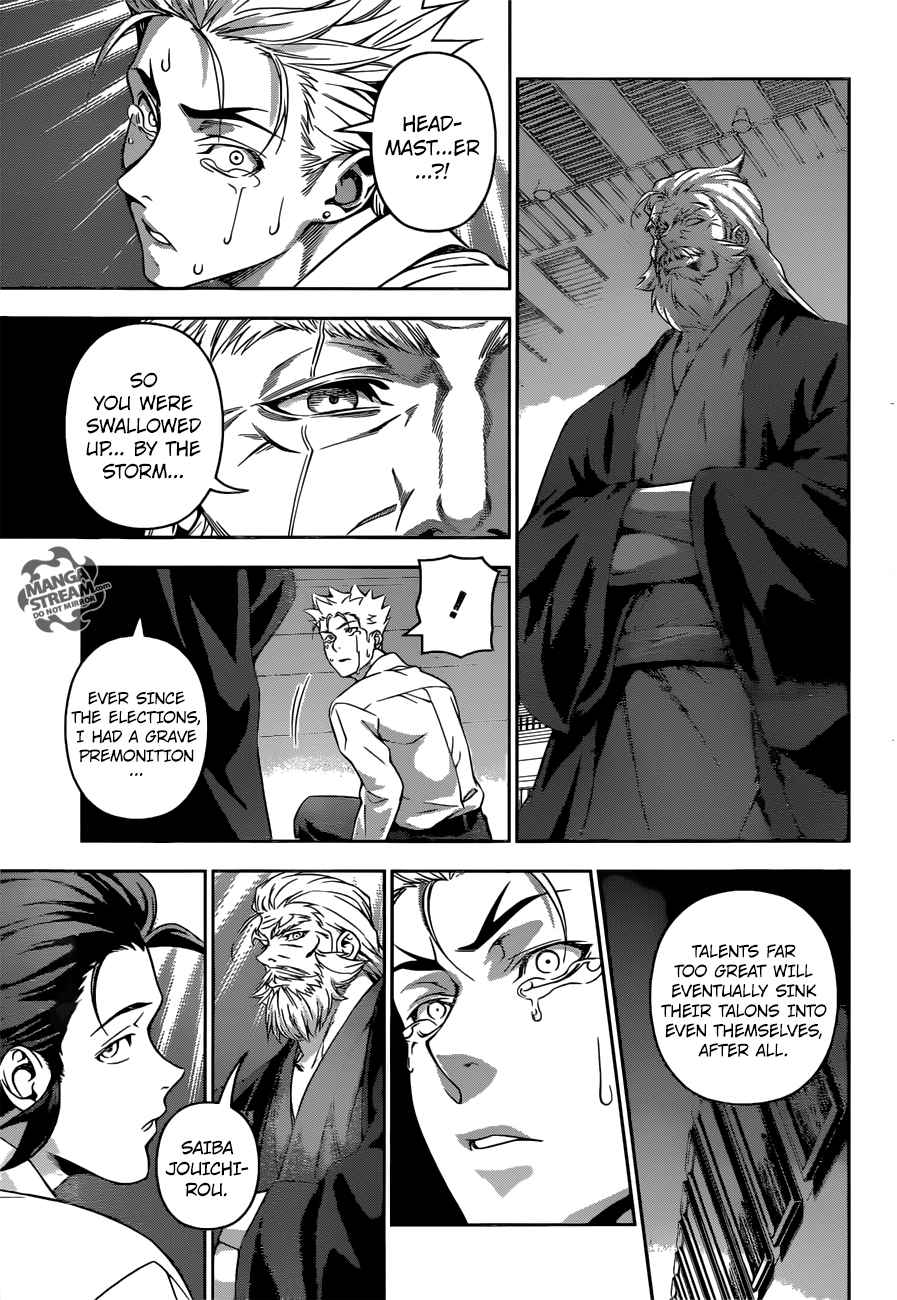 HEAD-
MAST...ER
...?!
SO
YOU WERE
SWALLOWED
UP... BY THE
STORM...
!
EVER SINCE
THE ELECTIONS,
I HAD A GRAVE
PREMONITION
...
MANGA
STREAM.com
DO NOT MIRROR
TALENTS FAR
TOO GREAT WILL
EVENTUALLY SINK
THEIR TALONS INTO
EVEN THEMSELVES,
AFTER ALL.
SAIBA
JOUICHI-
ROU.